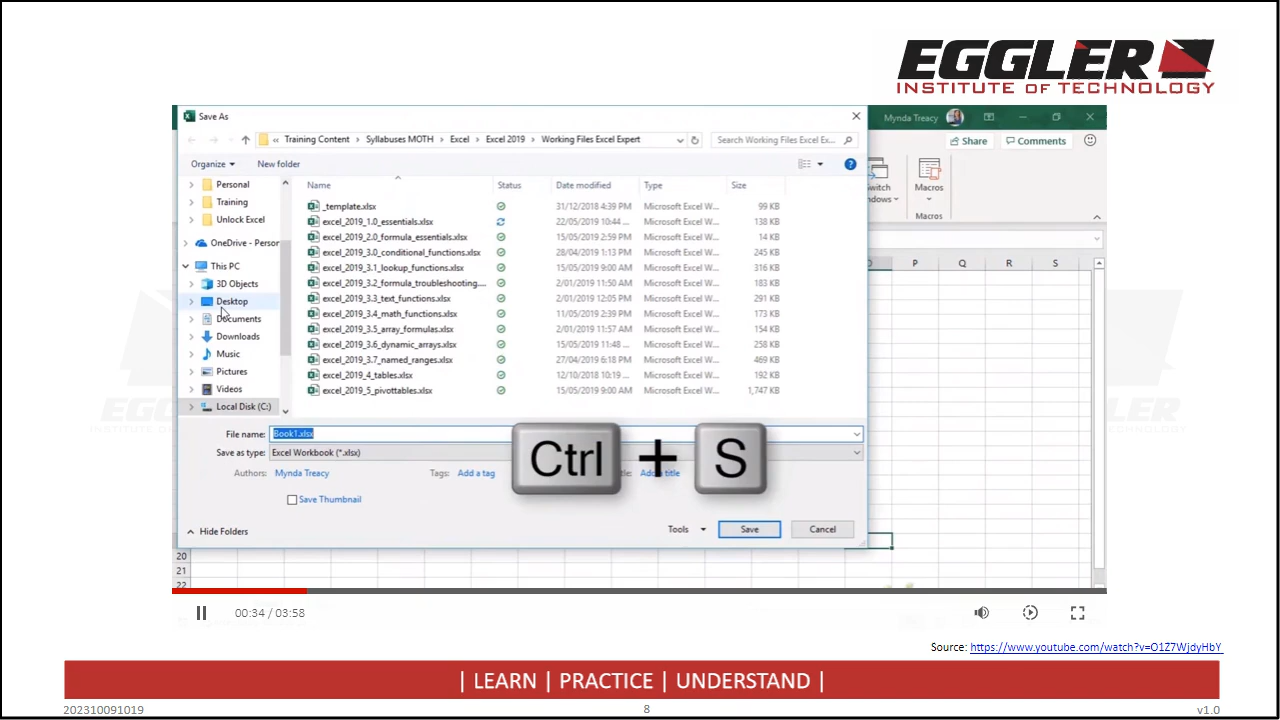 EGGLER
INSTITUTE OF TECHNOLOGY
Save As
Mynda Treacy
« Training Content > Syllabuses MOTH > Excel > Excel 2019 > Working Files Excel Expert
Search Working Files Excel Ex...
Share
Comments
Organize
New folder
Name
Status
Date modified
Type
Size
Personal
Training
Unlock Excel
OneDrive - Person
This PC
3D Objects
Desktop
Documents
Downloads
Music
Pictures
Videos
Local Disk (C:)
_template.xlsx 31/12/2018 4:39 PM Microsoft Excel W... 99 KB
excel_2019_1.0_essentials.xlsx 22/05/2019 10:44 ... Microsoft Excel W... 138 KB
excel_2019_2.0_formula_essentials.xlsx 15/05/2019 2:59 PM Microsoft Excel W... 14 KB
excel_2019_3.0_conditional_functions.xlsx 28/04/2019 1:13 PM Microsoft Excel W... 245 KB
excel_2019_3.1_lookup_functions.xlsx 15/05/2019 9:00 AM Microsoft Excel W... 316 KB
excel_2019_3.2_formula_troubleshooting.... 2/01/2019 11:50 AM Microsoft Excel W... 183 KB
excel_2019_3.3_text_functions.xlsx 2/01/2019 12:05 PM Microsoft Excel W... 291 KB
excel_2019_3.4_math_functions.xlsx 11/05/2019 2:39 PM Microsoft Excel W... 173 KB
excel_2019_3.5_array_formulas.xlsx 2/01/2019 11:57 AM Microsoft Excel W... 154 KB
excel_2019_3.6_dynamic_arrays.xlsx 15/05/2019 11:48 ... Microsoft Excel W... 258 KB
excel_2019_3.7_named_ranges.xlsx 27/04/2019 6:18 PM Microsoft Excel W... 469 KB
excel_2019_4_tables.xlsx 12/10/2018 10:19 ... Microsoft Excel W... 192 KB
excel_2019_5_pivottables.xlsx 15/05/2019 9:00 AM Microsoft Excel W... 1,747 KB
witch
ndows
Macros
Macros
P Q R S
File name: Book1.xlsx
Save as type: Excel Workbook (*.xlsx)
Authors: Mynda Treacy
Tags: Add a tag
Ctrl + S
Save Thumbnail
Hide Folders
Tools
Save
Cancel
20
21
22
00:34 / 03:58
Source: https://www.youtube.com/watch?v=O1Z7WjdyHbY
| LEARN | PRACTICE | UNDERSTAND |
202310091019
8
v1.0